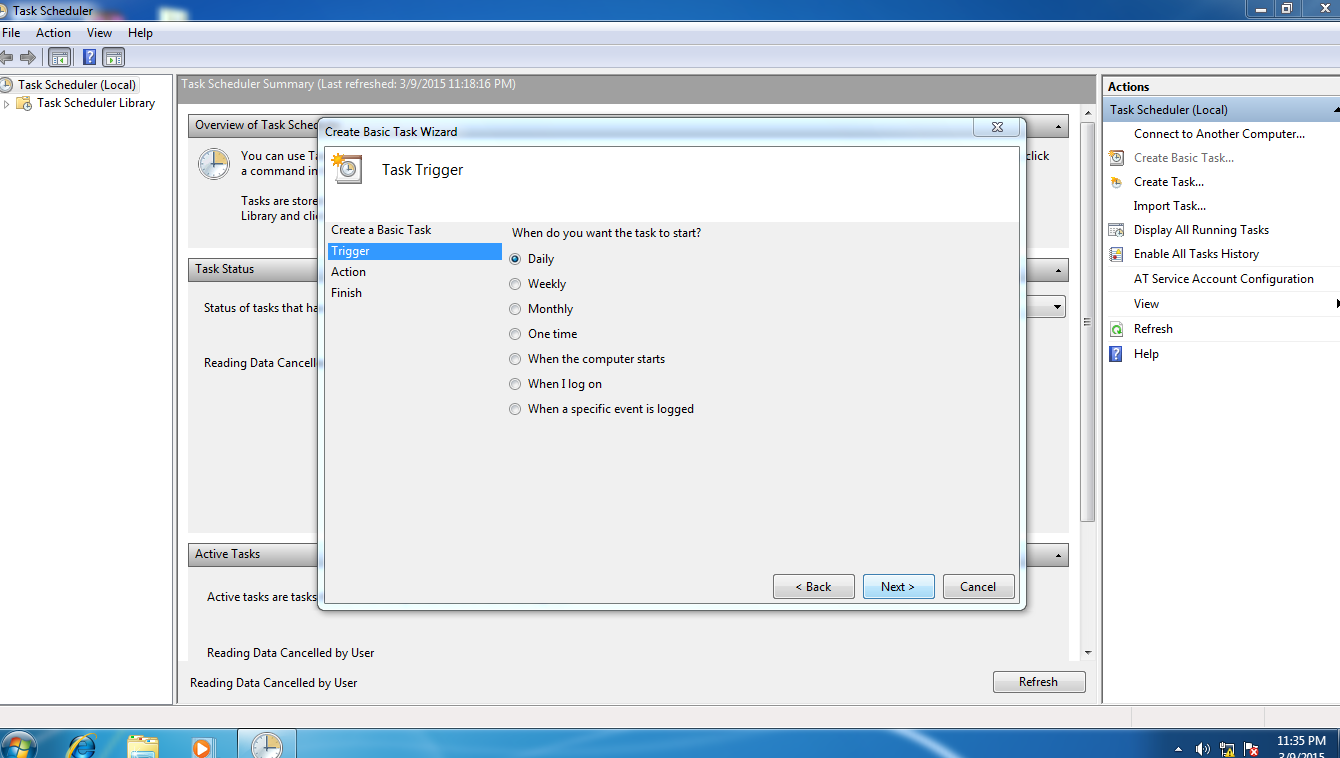 Task Scheduler
File Action View Help
Task Scheduler (Local)
Task Scheduler Library
Task Scheduler Summary (Last refreshed: 3/9/2015 11:18:16 PM)
Overview of Task Sched
You can use Ta
click
a command in
Tasks are store
Library and clic
Task Status
Status of tasks that ha
Reading Data Cancell
Active Tasks
Active tasks are tasks
Reading Data Cancelled by User
Reading Data Cancelled by User
Refresh
Create Basic Task Wizard
Task Trigger
Create a Basic Task
Trigger
Action
Finish
When do you want the task to start?
Daily
Weekly
Monthly
One time
When the computer starts
When I log on
When a specific event is logged
< Back
Next >
Cancel
Actions
Task Scheduler (Local)
Connect to Another Computer...
Create Basic Task...
Create Task...
Import Task...
Display All Running Tasks
Enable All Tasks History
AT Service Account Configuration
View
Refresh
Help
11:35 PM
3/9/2015